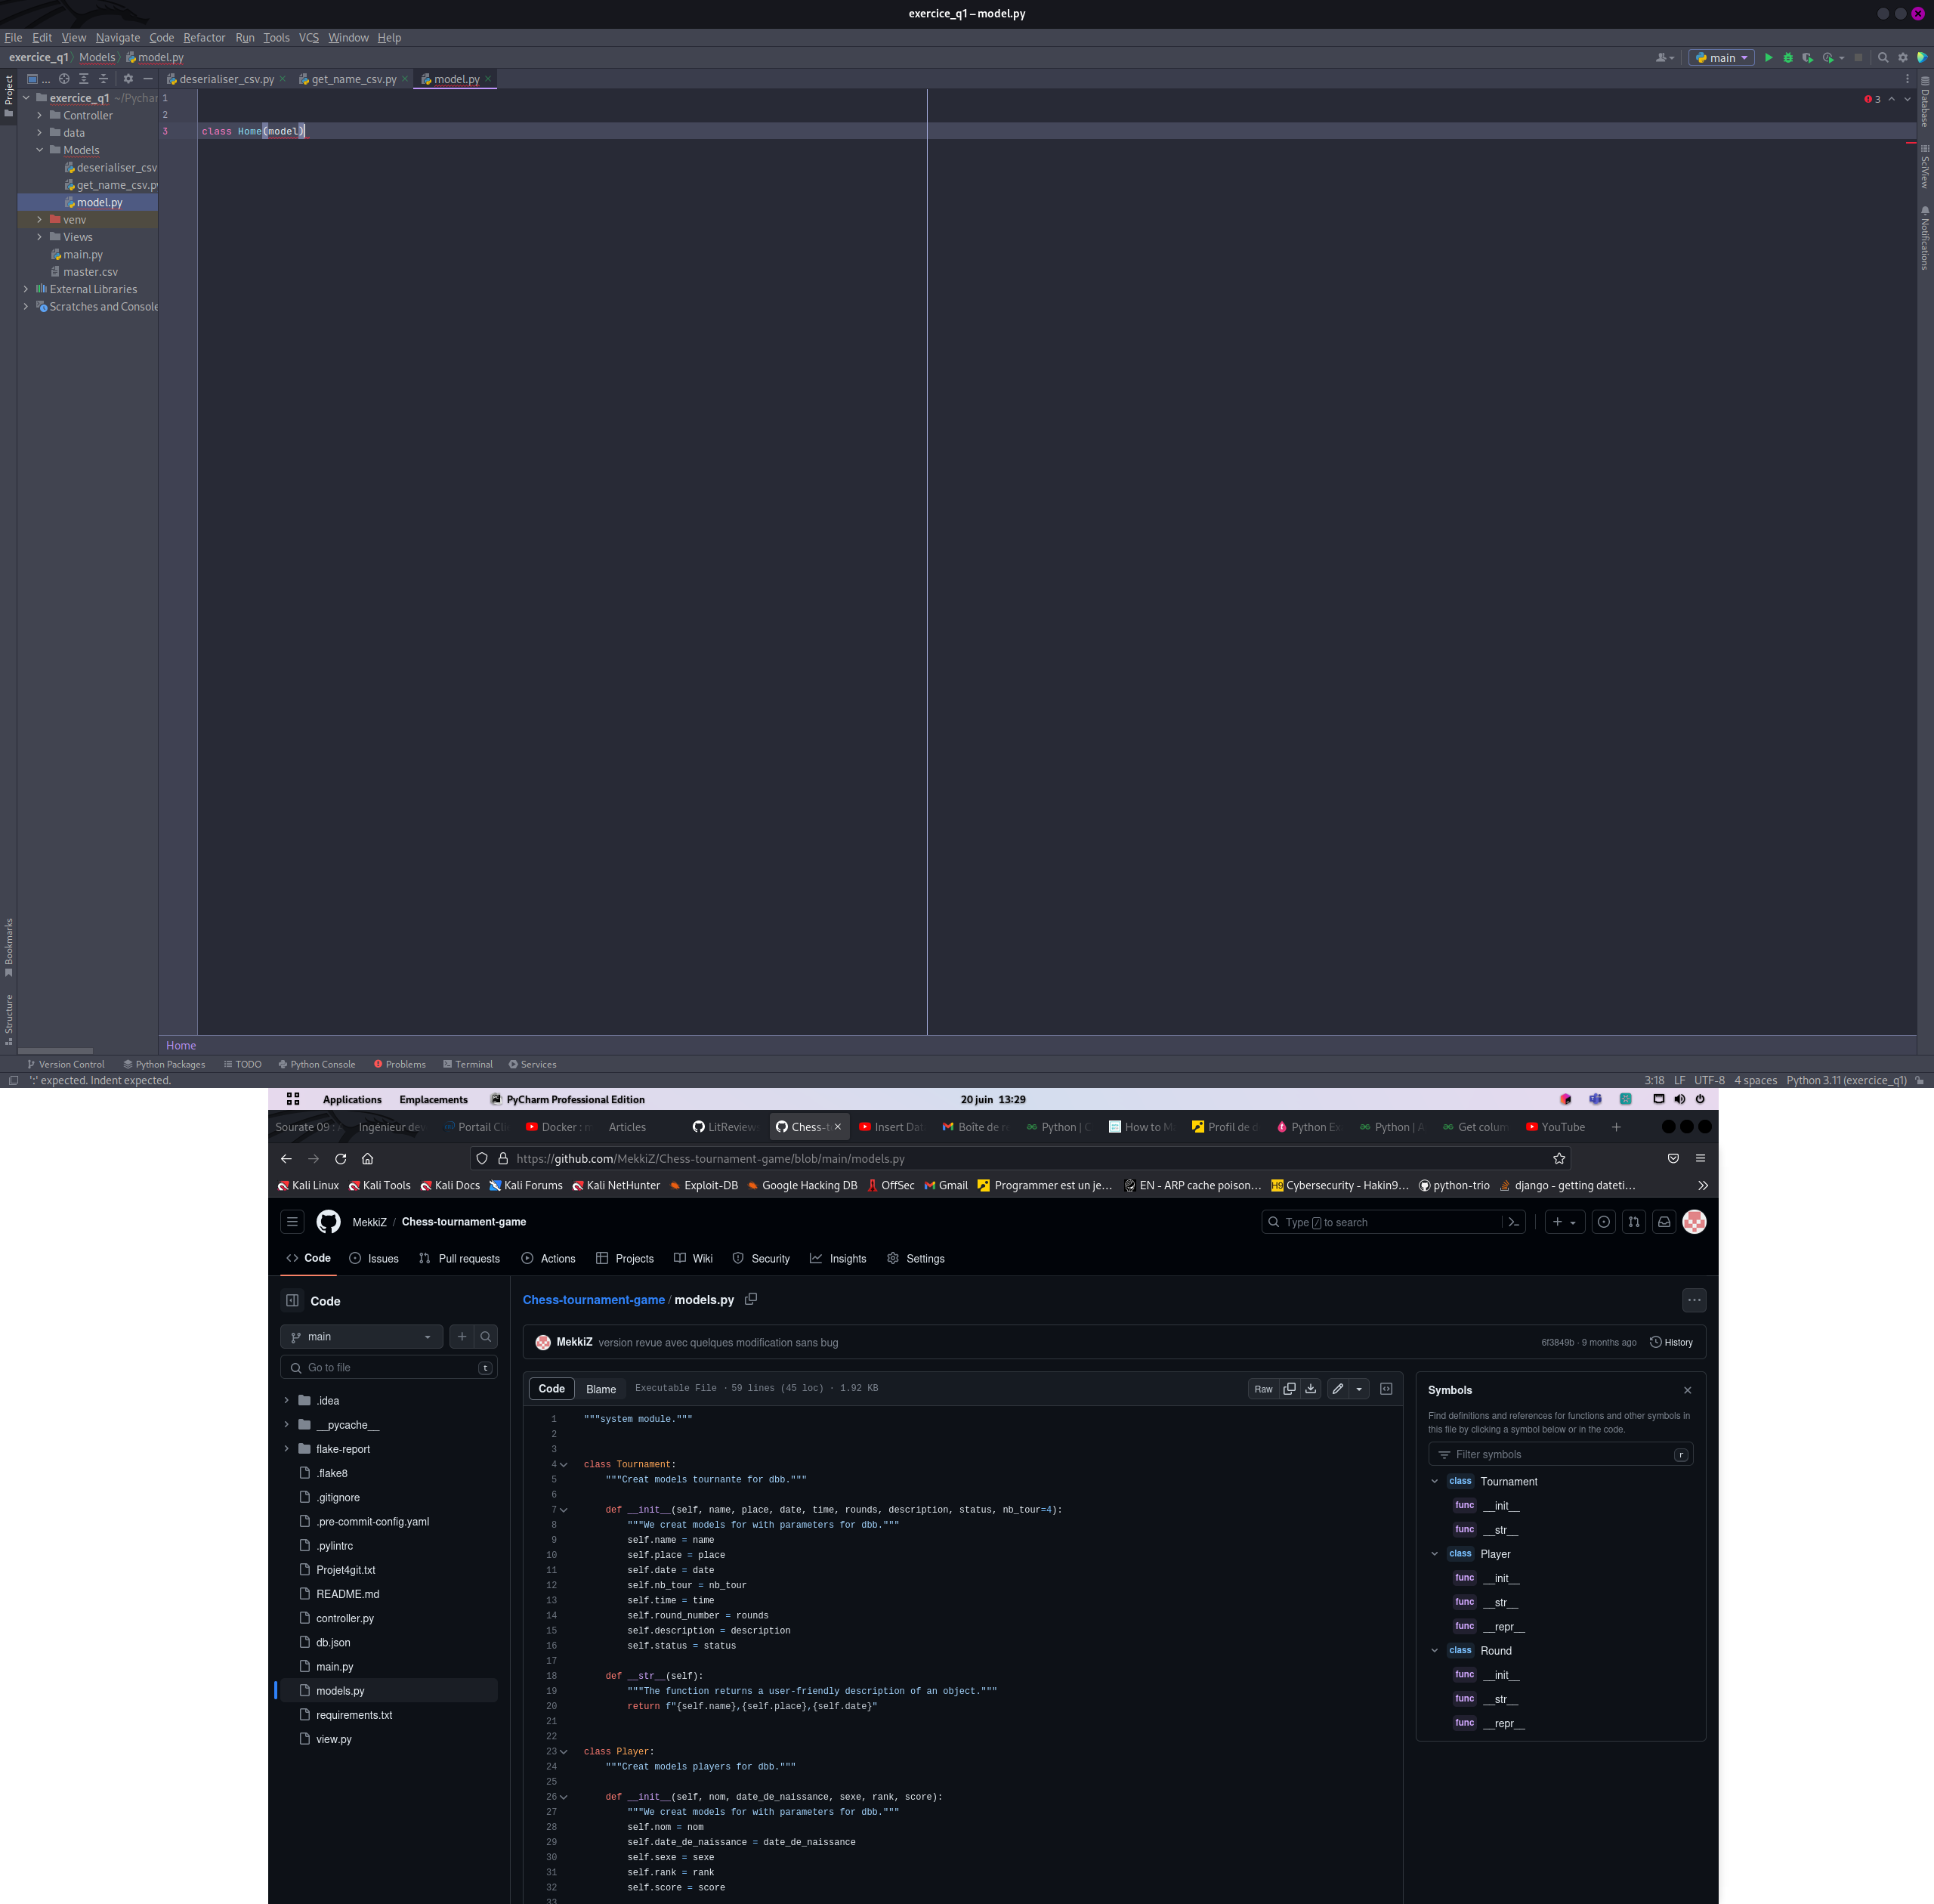 exercice_q1 – model.py
File Edit View Navigate Code Refactor Run Tools VCS Window Help
exercice_q1 Models model.py main
Project
... deserialiser_csv.py get_name_csv.py model.py
exercice_q1 ~/Pychar
Controller
data
Models
deserialiser_csv
get_name_csv.py
model.py
venv
Views
main.py
master.csv
External Libraries
Scratches and Console
1
2
3 class Home(model)
3
Database
SciView
Notifications
Bookmarks
Structure
Home
Version Control Python Packages TODO Python Console Problems Terminal Services
':' expected. Indent expected. 3:18 LF UTF-8 4 spaces Python 3.11 (exercice_q1)
Applications Emplacements PyCharm Professional Edition 20 juin 13:29
Sourate 09 : Ingénieur dev Portail Cli Docker : Articles LitReview Chess-t Insert Dat Boîte de r Python | C How to M Profil de d Python Ex Python | A Get colum YouTube
https://github.com/MekkiZ/Chess-tournament-game/blob/main/models.py
Kali Linux Kali Tools Kali Docs Kali Forums Kali NetHunter Exploit-DB Google Hacking DB OffSec Gmail Programmer est un je... EN - ARP cache poison... Cybersecurity - Hakin9... python-trio django - getting dateti...
MekkiZ / Chess-tournament-game Type / to search
Code Issues Pull requests Actions Projects Wiki Security Insights Settings
Code
main
Go to file t
.idea
__pycache__
flake-report
.flake8
.gitignore
.pre-commit-config.yaml
.pylintrc
Projet4git.txt
README.md
controller.py
db.json
main.py
models.py
requirements.txt
view.py
Chess-tournament-game / models.py
MekkiZ version revue avec quelques modification sans bug 6f3849b · 9 months ago History
Code Blame Executable File · 59 lines (45 loc) · 1.92 KB Raw
1 """system module."""
2
3
4 class Tournament:
5 """Creat models tournante for dbb."""
6
7 def __init__(self, name, place, date, time, rounds, description, status, nb_tour=4):
8 """We creat models for with parameters for dbb."""
9 self.name = name
10 self.place = place
11 self.date = date
12 self.nb_tour = nb_tour
13 self.time = time
14 self.round_number = rounds
15 self.description = description
16 self.status = status
17
18 def __str__(self):
19 """The function returns a user-friendly description of an object."""
20 return f"{self.name},{self.place},{self.date}"
21
22
23 class Player:
24 """Creat models players for dbb."""
25
26 def __init__(self, nom, date_de_naissance, sexe, rank, score):
27 """We creat models for with parameters for dbb."""
28 self.nom = nom
29 self.date_de_naissance = date_de_naissance
30 self.sexe = sexe
31 self.rank = rank
32 self.score = score
33
Symbols
Find definitions and references for functions and other symbols in
this file by clicking a symbol below or in the code.
Filter symbols r
class Tournament
func __init__
func __str__
class Player
func __init__
func __str__
func __repr__
class Round
func __init__
func __str__
func __repr__